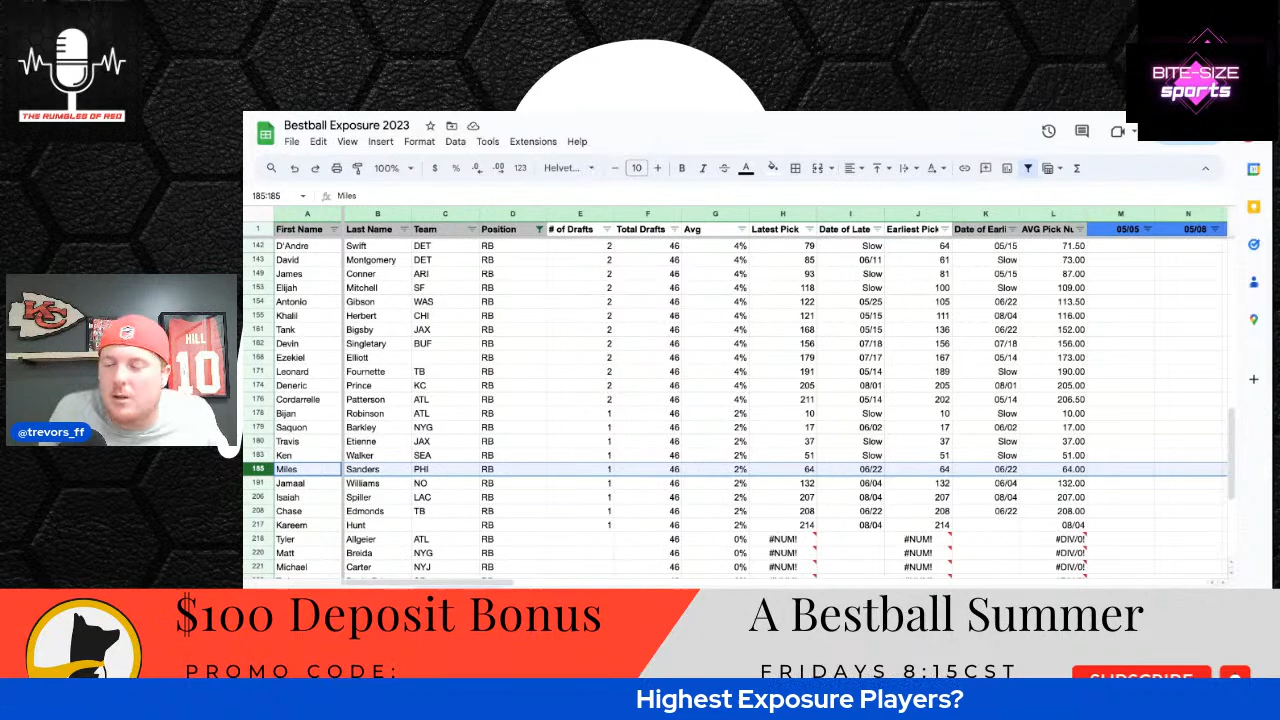 THE RUMBLES OF RED
BITE-SIZE
sports
Bestball Exposure 2023
File Edit View Insert Format Data Tools Extensions Help
100% $ % .0 .00 123 Helvet... 10 B I A
185:185 fx Miles
A B C D E F G H I J K L M N
1 First Name Last Name Team Position # of Drafts Total Drafts Avg Latest Pick Date of Late Earliest Pick Date of Earli AVG Pick Nu 05/05 05/08
142 D'Andre Swift DET RB 2 46 4% 79 Slow 64 05/15 71.50
143 David Montgomery DET RB 2 46 4% 85 06/11 61 Slow 73.00
149 James Conner ARI RB 2 46 4% 93 Slow 81 05/15 87.00
153 Elijah Mitchell SF RB 2 46 4% 118 Slow 100 Slow 109.00
154 Antonio Gibson WAS RB 2 46 4% 122 05/25 105 06/22 113.50
155 Khalil Herbert CHI RB 2 46 4% 121 05/15 111 08/04 116.00
161 Tank Bigsby JAX RB 2 46 4% 168 05/15 136 06/22 152.00
162 Devin Singletary BUF RB 2 46 4% 156 07/18 156 07/18 156.00
168 Ezekiel Elliott RB 2 46 4% 179 07/17 167 05/14 173.00
171 Leonard Fournette TB RB 2 46 4% 191 05/14 189 Slow 190.00
174 Deneric Prince KC RB 2 46 4% 205 08/01 205 08/01 205.00
176 Cordarrelle Patterson ATL RB 2 46 4% 211 05/14 202 05/14 206.50
178 Bijan Robinson ATL RB 1 46 2% 10 Slow 10 Slow 10.00
179 Saquon Barkley NYG RB 1 46 2% 17 06/02 17 06/02 17.00
180 Travis Etienne JAX RB 1 46 2% 37 Slow 37 Slow 37.00
183 Ken Walker SEA RB 1 46 2% 51 Slow 51 Slow 51.00
185 Miles Sanders PHI RB 1 46 2% 64 06/22 64 06/22 64.00
191 Jamaal Williams NO RB 1 46 2% 132 06/04 132 06/04 132.00
206 Isaiah Spiller LAC RB 1 46 2% 207 08/04 207 08/04 207.00
208 Chase Edmonds TB RB 1 46 2% 208 06/22 208 06/22 208.00
217 Kareem Hunt RB 1 46 2% 214 08/04 214 08/04
218 Tyler Allgeier ATL RB 46 0% #NUM! #NUM! #DIV/0!
220 Matt Breida NYG RB 46 0% #NUM! #NUM! #DIV/0!
221 Michael Carter NYJ RB 46 0% #NUM! #NUM! #DIV/0!
KC
HILL
10
@trevors_ff
$100 Deposit Bonus
PROMO CODE:
A Bestball Summer
FRIDAYS 8:15CST
SUBSCRIBE
Highest Exposure Players?